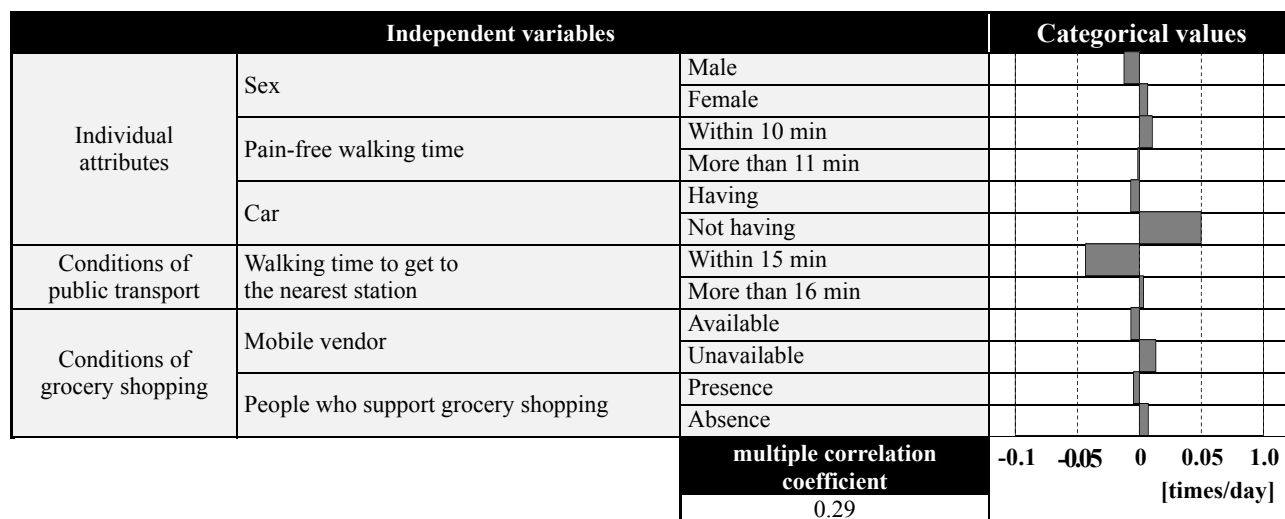 Independent variables Categorical values
Individual
attributes
Sex
Male
Female
Pain-free walking time
Within 10 min
More than 11 min
Car
Having
Not having
Conditions of
public transport
Walking time to get to
the nearest station
Within 15 min
More than 16 min
Conditions of
grocery shopping
Mobile vendor
Available
Unavailable
People who support grocery shopping
Presence
Absence
multiple correlation
coefficient
0.29
-0.1 -0.05 0 0.05 1.0
[times/day]